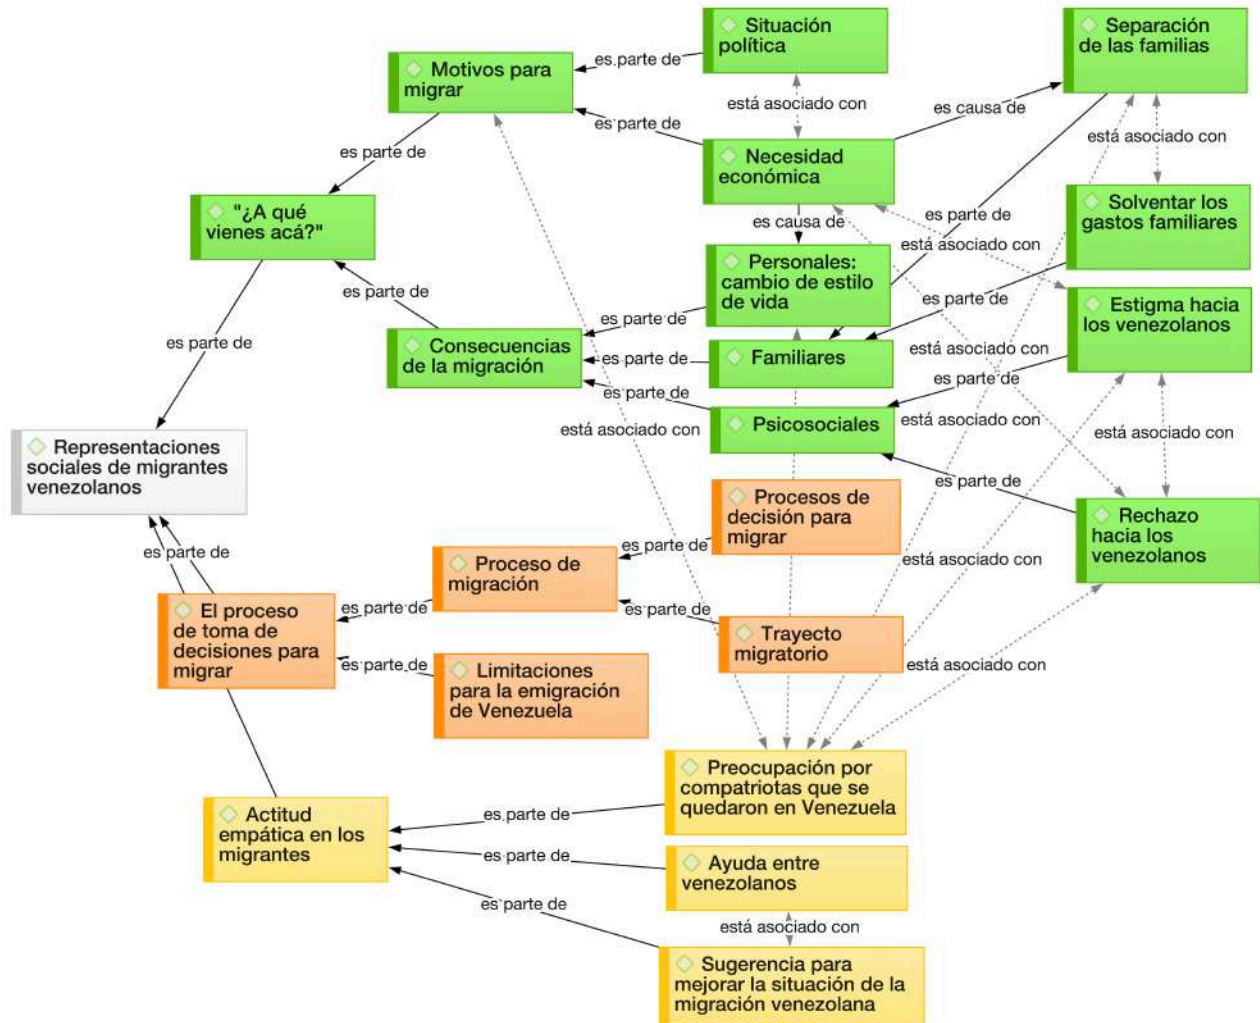 Situación
política
Separación
de las familias
es parte de
Motivos para
migrar
está asociado con
es causa de
es parte de
está asociado con
Necesidad
económica
es parte de
"¿A qué
vienes acá?"
Solventar los
gastos familiares
es parte de
es causa de
está asociado con
Personales:
cambio de estilo
de vida
es parte de
es parte de
es parte de
Estigma hacia
los venezolanos
es parte de
Consecuencias
de la migración
es parte de
Familiares
está asociado con
es parte de
es parte de
está asociado con
Psicosociales
está asociado con
está asociado con
Representaciones
sociales de migrantes
venezolanos
es parte de
Procesos de
decisión para
migrar
Rechazo
hacia los
venezolanos
es parte de
es parte de
Proceso de
migración
está asociado con
El proceso
de toma de
decisiones para
migrar
es parte de
es parte de
Trayecto
migratorio
es parte de
Limitaciones
para la emigración
de Venezuela
está asociado con
Preocupación por
compatriotas que se
quedaron en Venezuela
Actitud
empática en los
migrantes
es parte de
es parte de
Ayuda entre
venezolanos
es parte de
está asociado con
Sugerencia para
mejorar la situación de la
migración venezolana